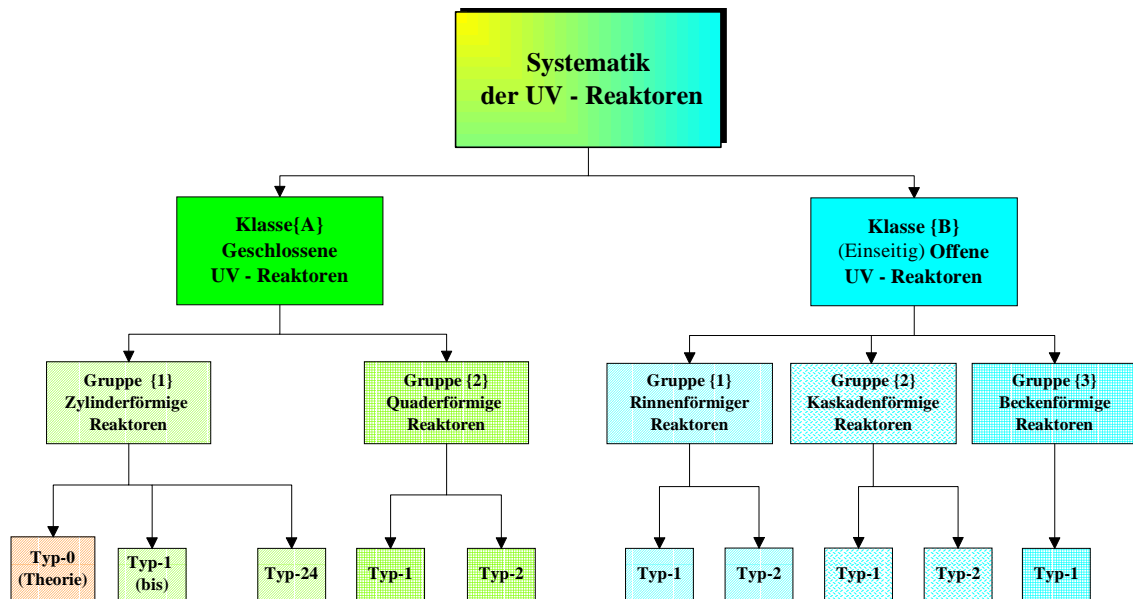 Systematik
der UV - Reaktoren
Klasse{A}
Geschlossene
UV - Reaktoren
Klasse {B}
(Einseitig) Offene
UV - Reaktoren
Gruppe {1}
Zylinderförmige
Reaktoren
Gruppe {2}
Quaderförmige
Reaktoren
Gruppe {1}
Rinnenförmiger
Reaktoren
Gruppe {2}
Kaskadenförmige
Reaktoren
Gruppe {3}
Beckenförmige
Reaktoren
Typ-0
(Theorie)
Typ-1
(bis)
Typ-24
Typ-1
Typ-2
Typ-1
Typ-2
Typ-1
Typ-2
Typ-1